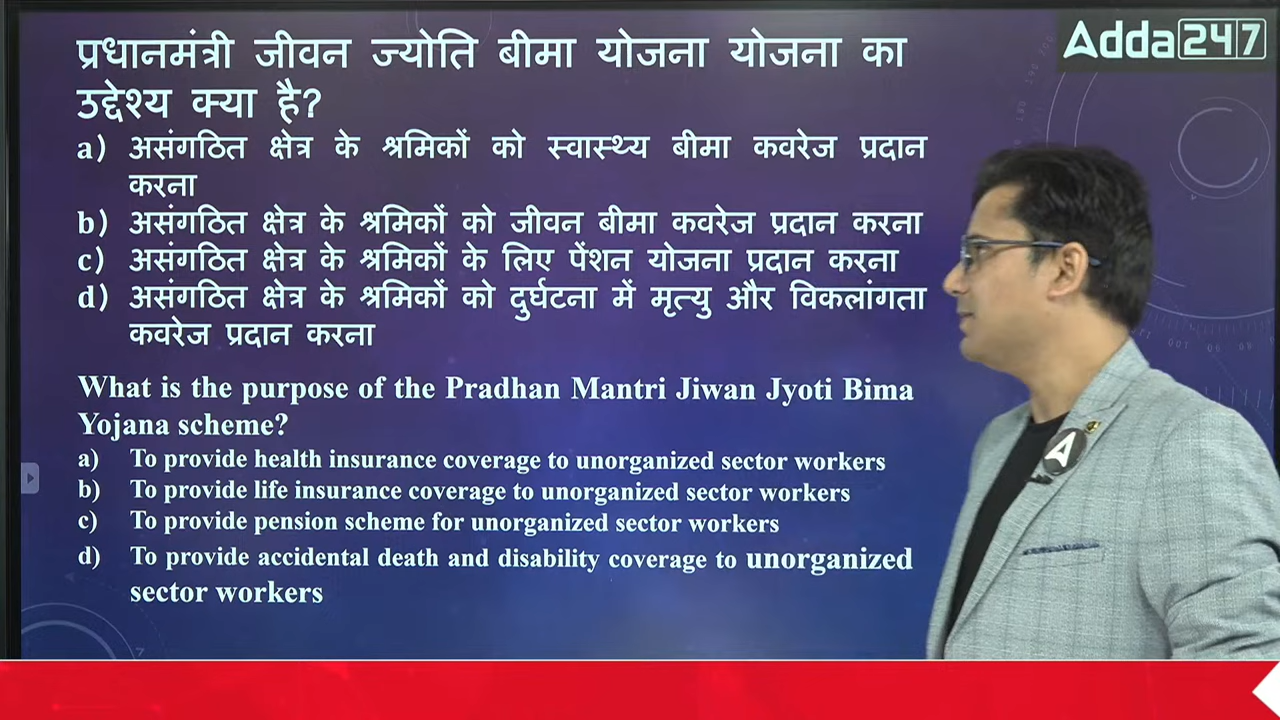 Adda247
प्रधानमंत्री जीवन ज्योति बीमा योजना योजना का
उद्देश्य क्या है?
a) असंगठित क्षेत्र के श्रमिकों को स्वास्थ्य बीमा कवरेज प्रदान
करना
b) असंगठित क्षेत्र के श्रमिकों को जीवन बीमा कवरेज प्रदान करना
c) असंगठित क्षेत्र के श्रमिकों के लिए पेंशन योजना प्रदान करना
d) असंगठित क्षेत्र के श्रमिकों को दुर्घटना में मृत्यु और विकलांगता
कवरेज प्रदान करना
What is the purpose of the Pradhan Mantri Jiwan Jyoti Bima
Yojana scheme?
a) To provide health insurance coverage to unorganized sector workers
b) To provide life insurance coverage to unorganized sector workers
c) To provide pension scheme for unorganized sector workers
d) To provide accidental death and disability coverage to unorganized
sector workers